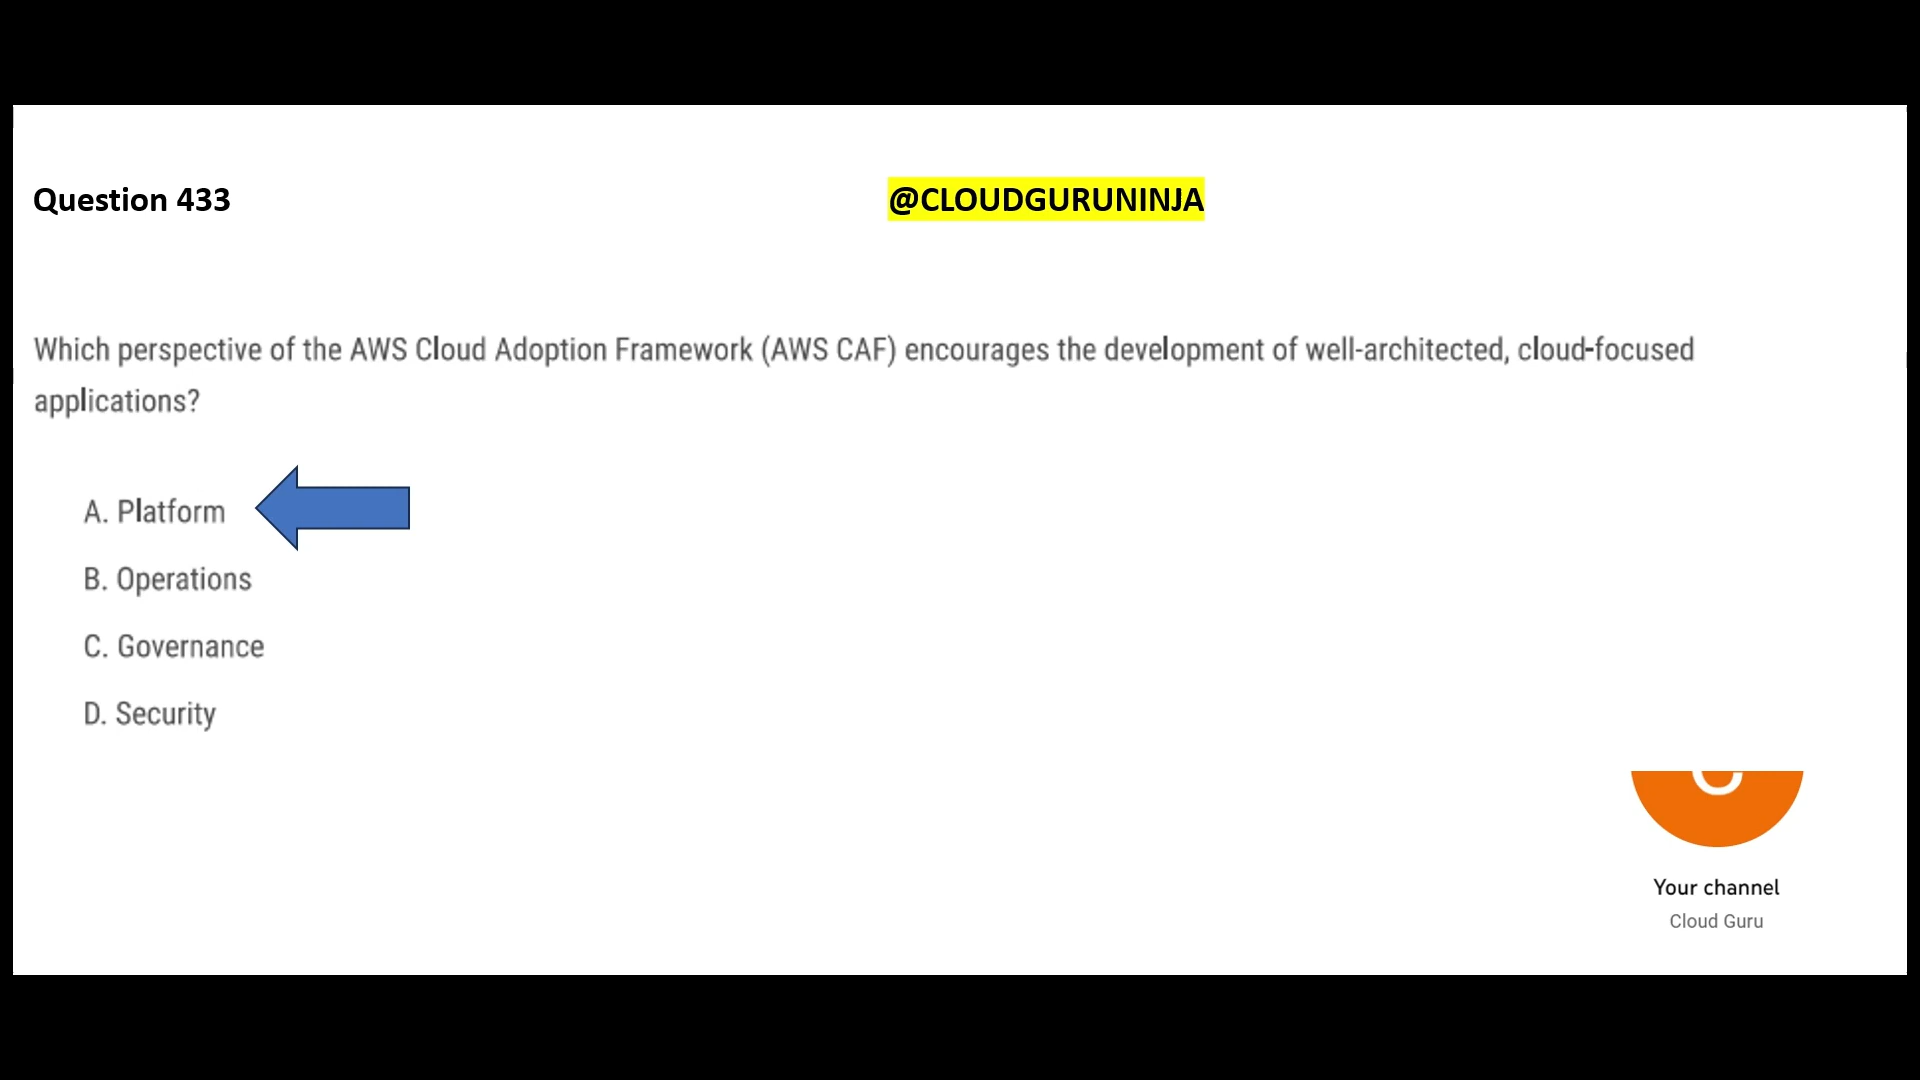 Question 433
@CLOUDGURUNINJA
Which perspective of the AWS Cloud Adoption Framework (AWS CAF) encourages the development of well-architected, cloud-focused
applications?
A. Platform
B. Operations
C. Governance
D. Security
Your channel
Cloud Guru